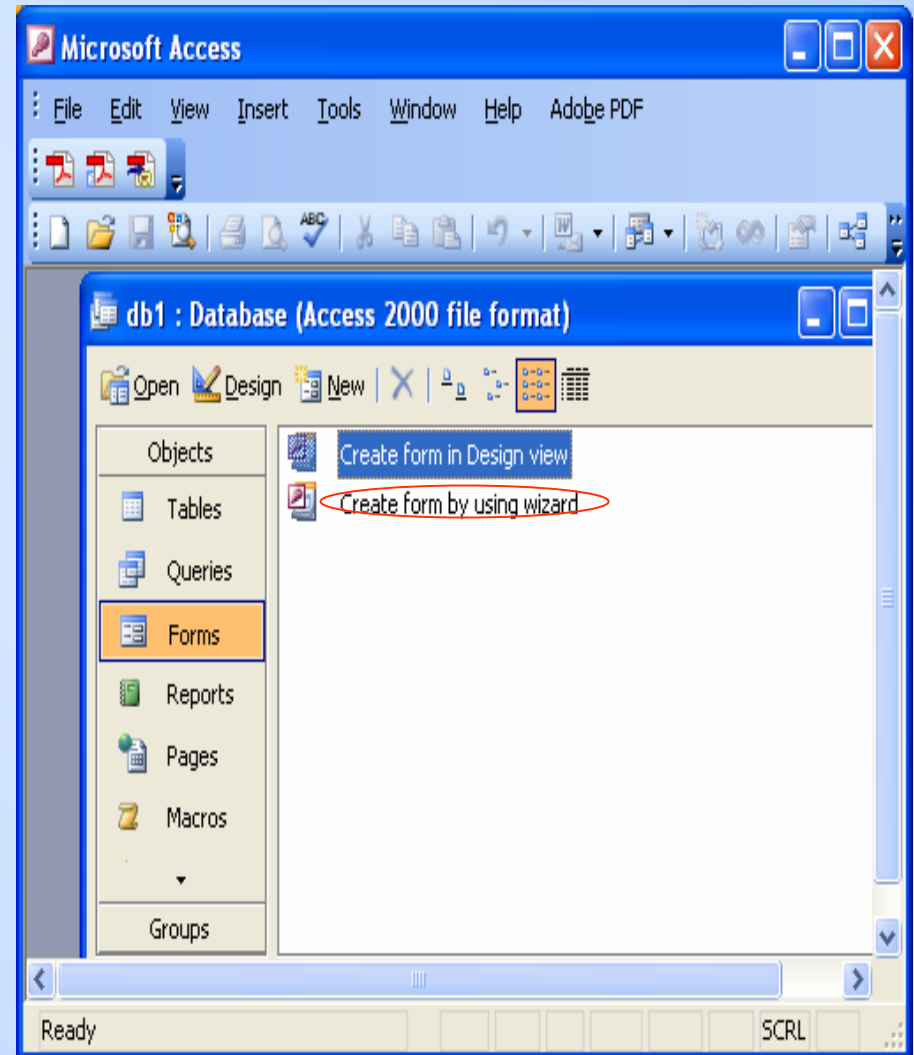 Microsoft Access
File Edit View Insert Tools Window Help Adobe PDF
ABC
W
db1 : Database (Access 2000 file format)
Open Design New
Objects
Create form in Design view
Tables
Create form by using wizard
Queries
Forms
Reports
Pages
Macros
Groups
Ready
SCRL